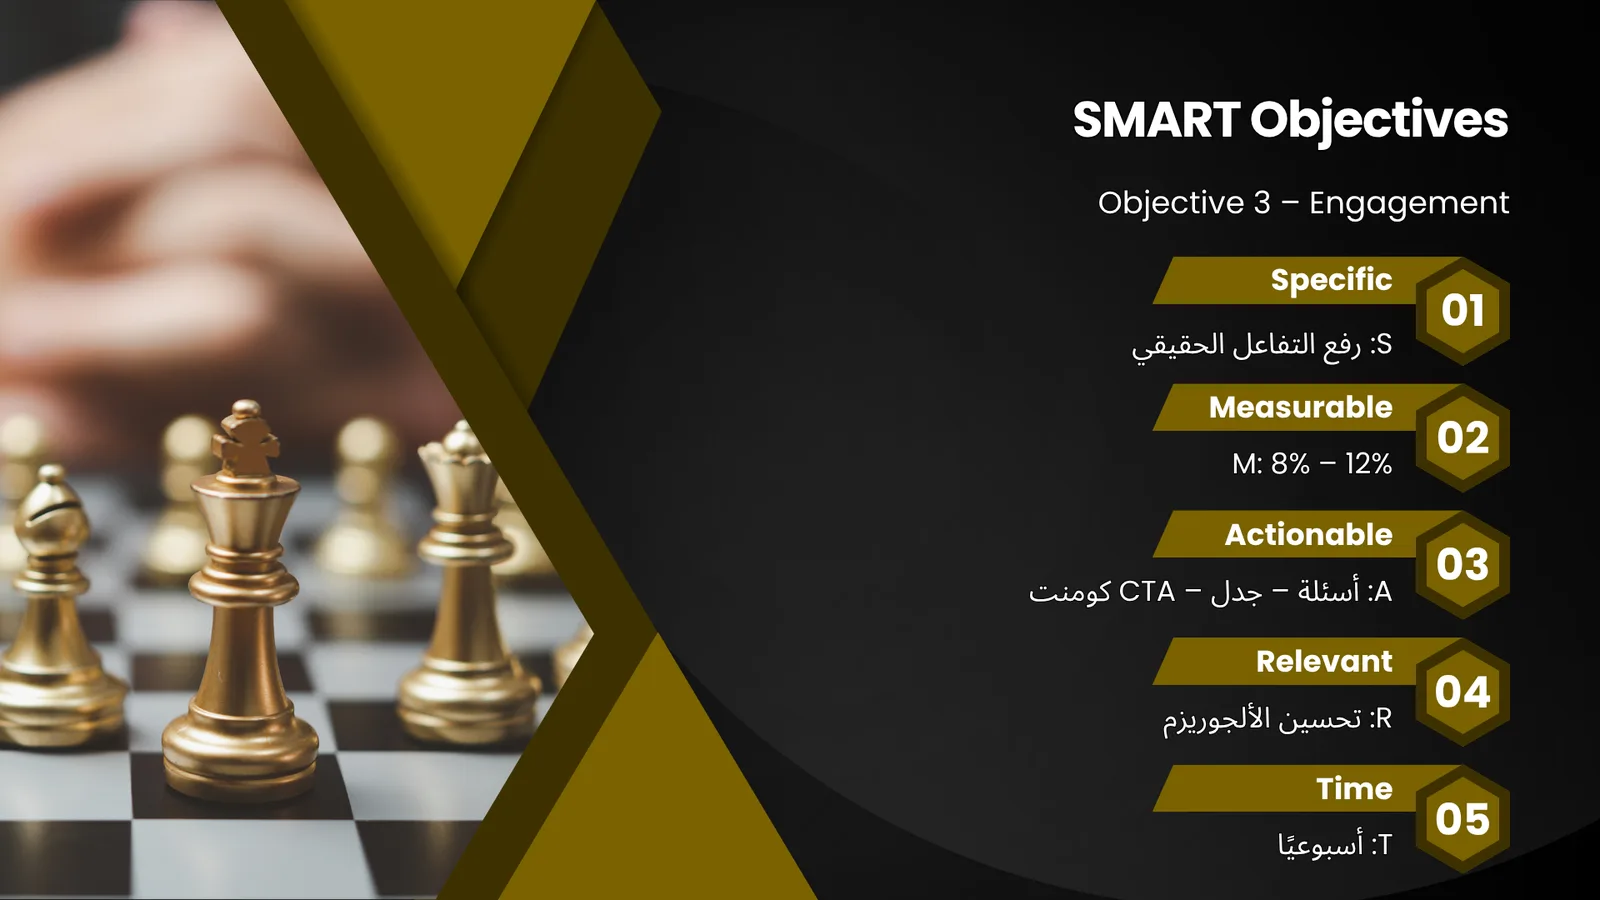 SMART Objectives
Objective 3 – Engagement
Specific
01
S: رفع التفاعل الحقيقي
Measurable
02
M: 8% – 12%
Actionable
03
A: أسئلة – جدل – CTA كومنت
Relevant
04
R: تحسين الألجوريزم
Time
05
T: أسبوعيًا